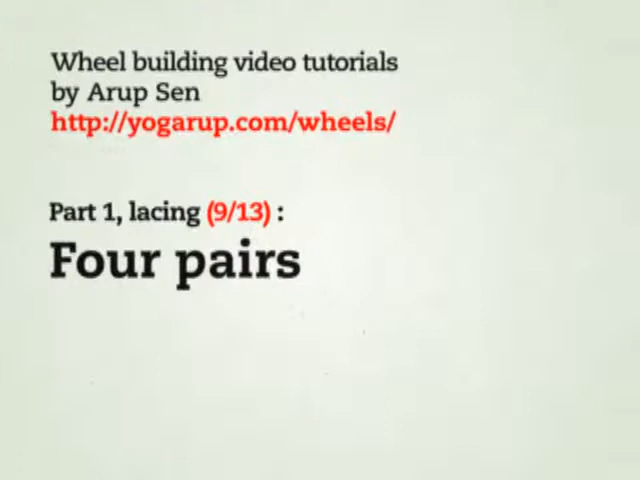 Wheel building video tutorials
by Arup Sen
http://yogarup.com/wheels/
Part 1, lacing (9/13) :
Four pairs